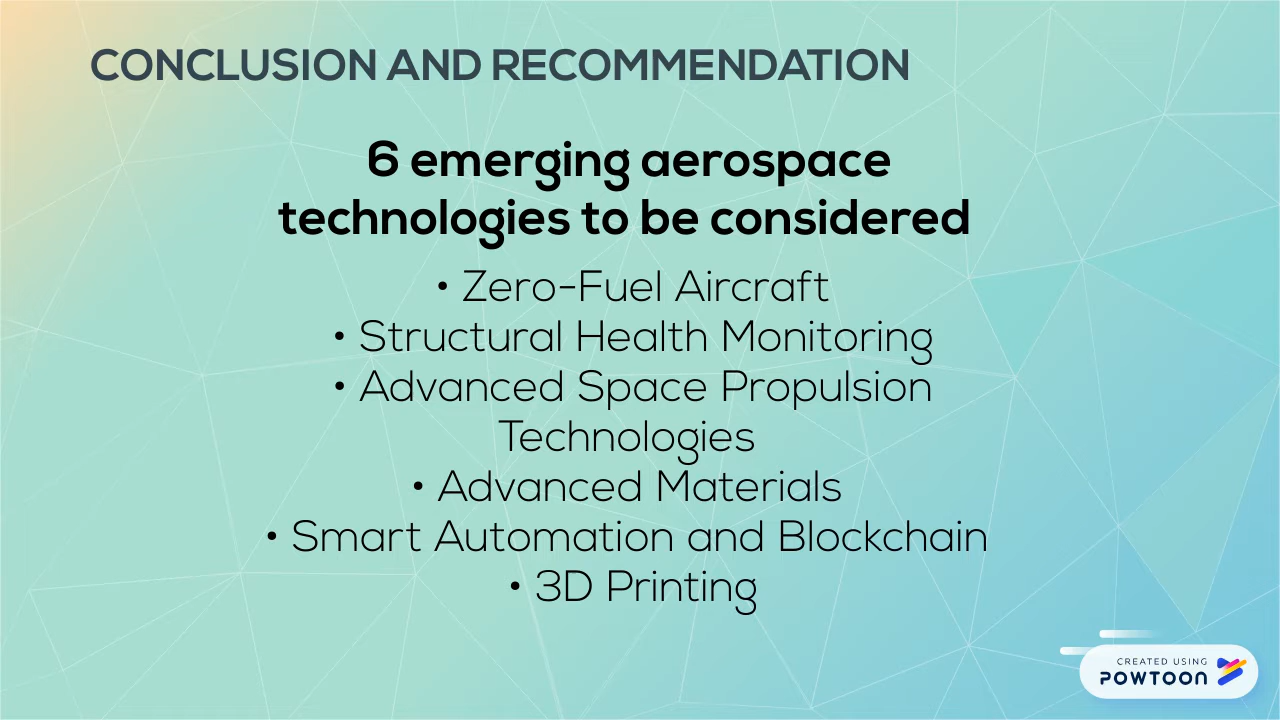 CONCLUSION AND RECOMMENDATION
6 emerging aerospace
technologies to be considered
• Zero-Fuel Aircraft
• Structural Health Monitoring
• Advanced Space Propulsion
Technologies
• Advanced Materials
• Smart Automation and Blockchain
• 3D Printing
CREATED USING
POWTOON